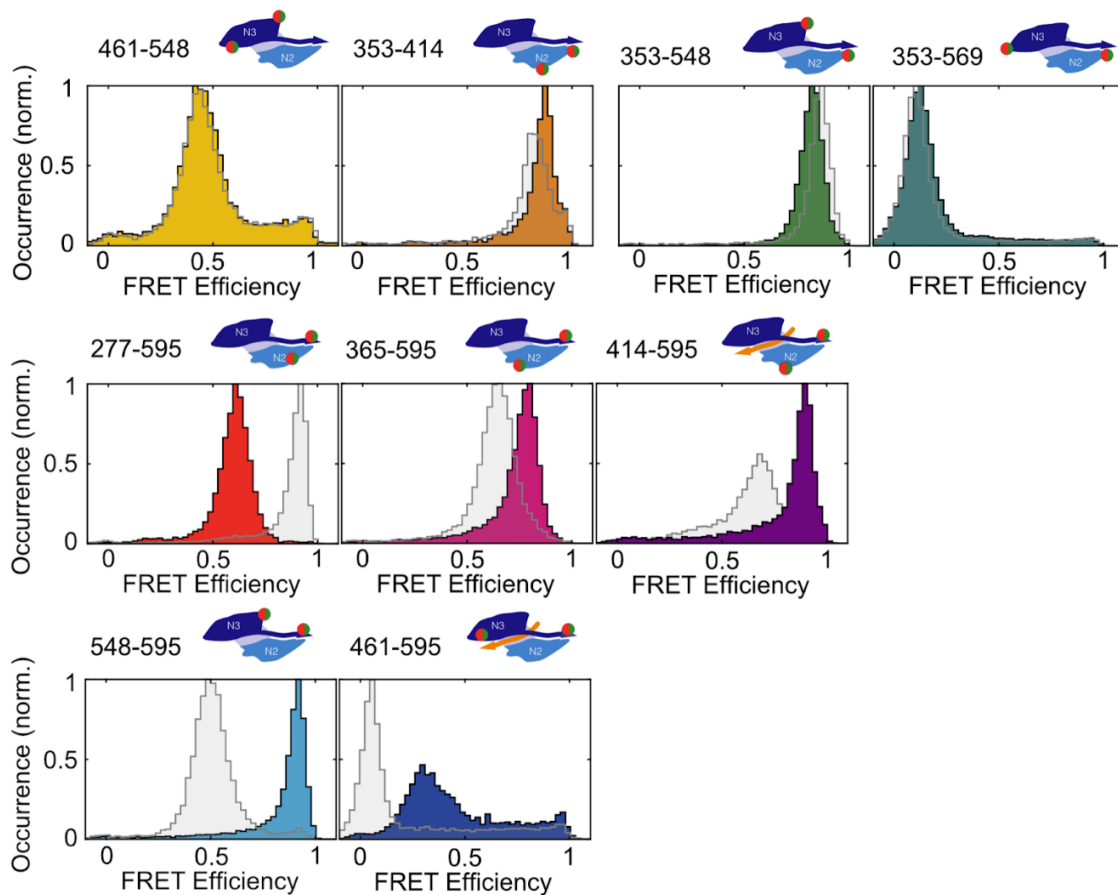 461-548 N3 N2 353-414 N3 N2 353-548 N3 N2 353-569 N3 N2
Occurrence (norm.)
1 0.5 0
0 0.5 1 0 0.5 1 0 0.5 1 0 0.5 1
FRET Efficiency FRET Efficiency FRET Efficiency FRET Efficiency
277-595 N3 N2 365-595 N3 N2 414-595 N3 N2
Occurrence (norm.)
1 0.5 0
0 0.5 1 0 0.5 1 0 0.5 1
FRET Efficiency FRET Efficiency FRET Efficiency
548-595 N3 N2 461-595 N3 N2
Occurrence (norm.)
1 0.5 0
0 0.5 1 0 0.5 1
FRET Efficiency FRET Efficiency